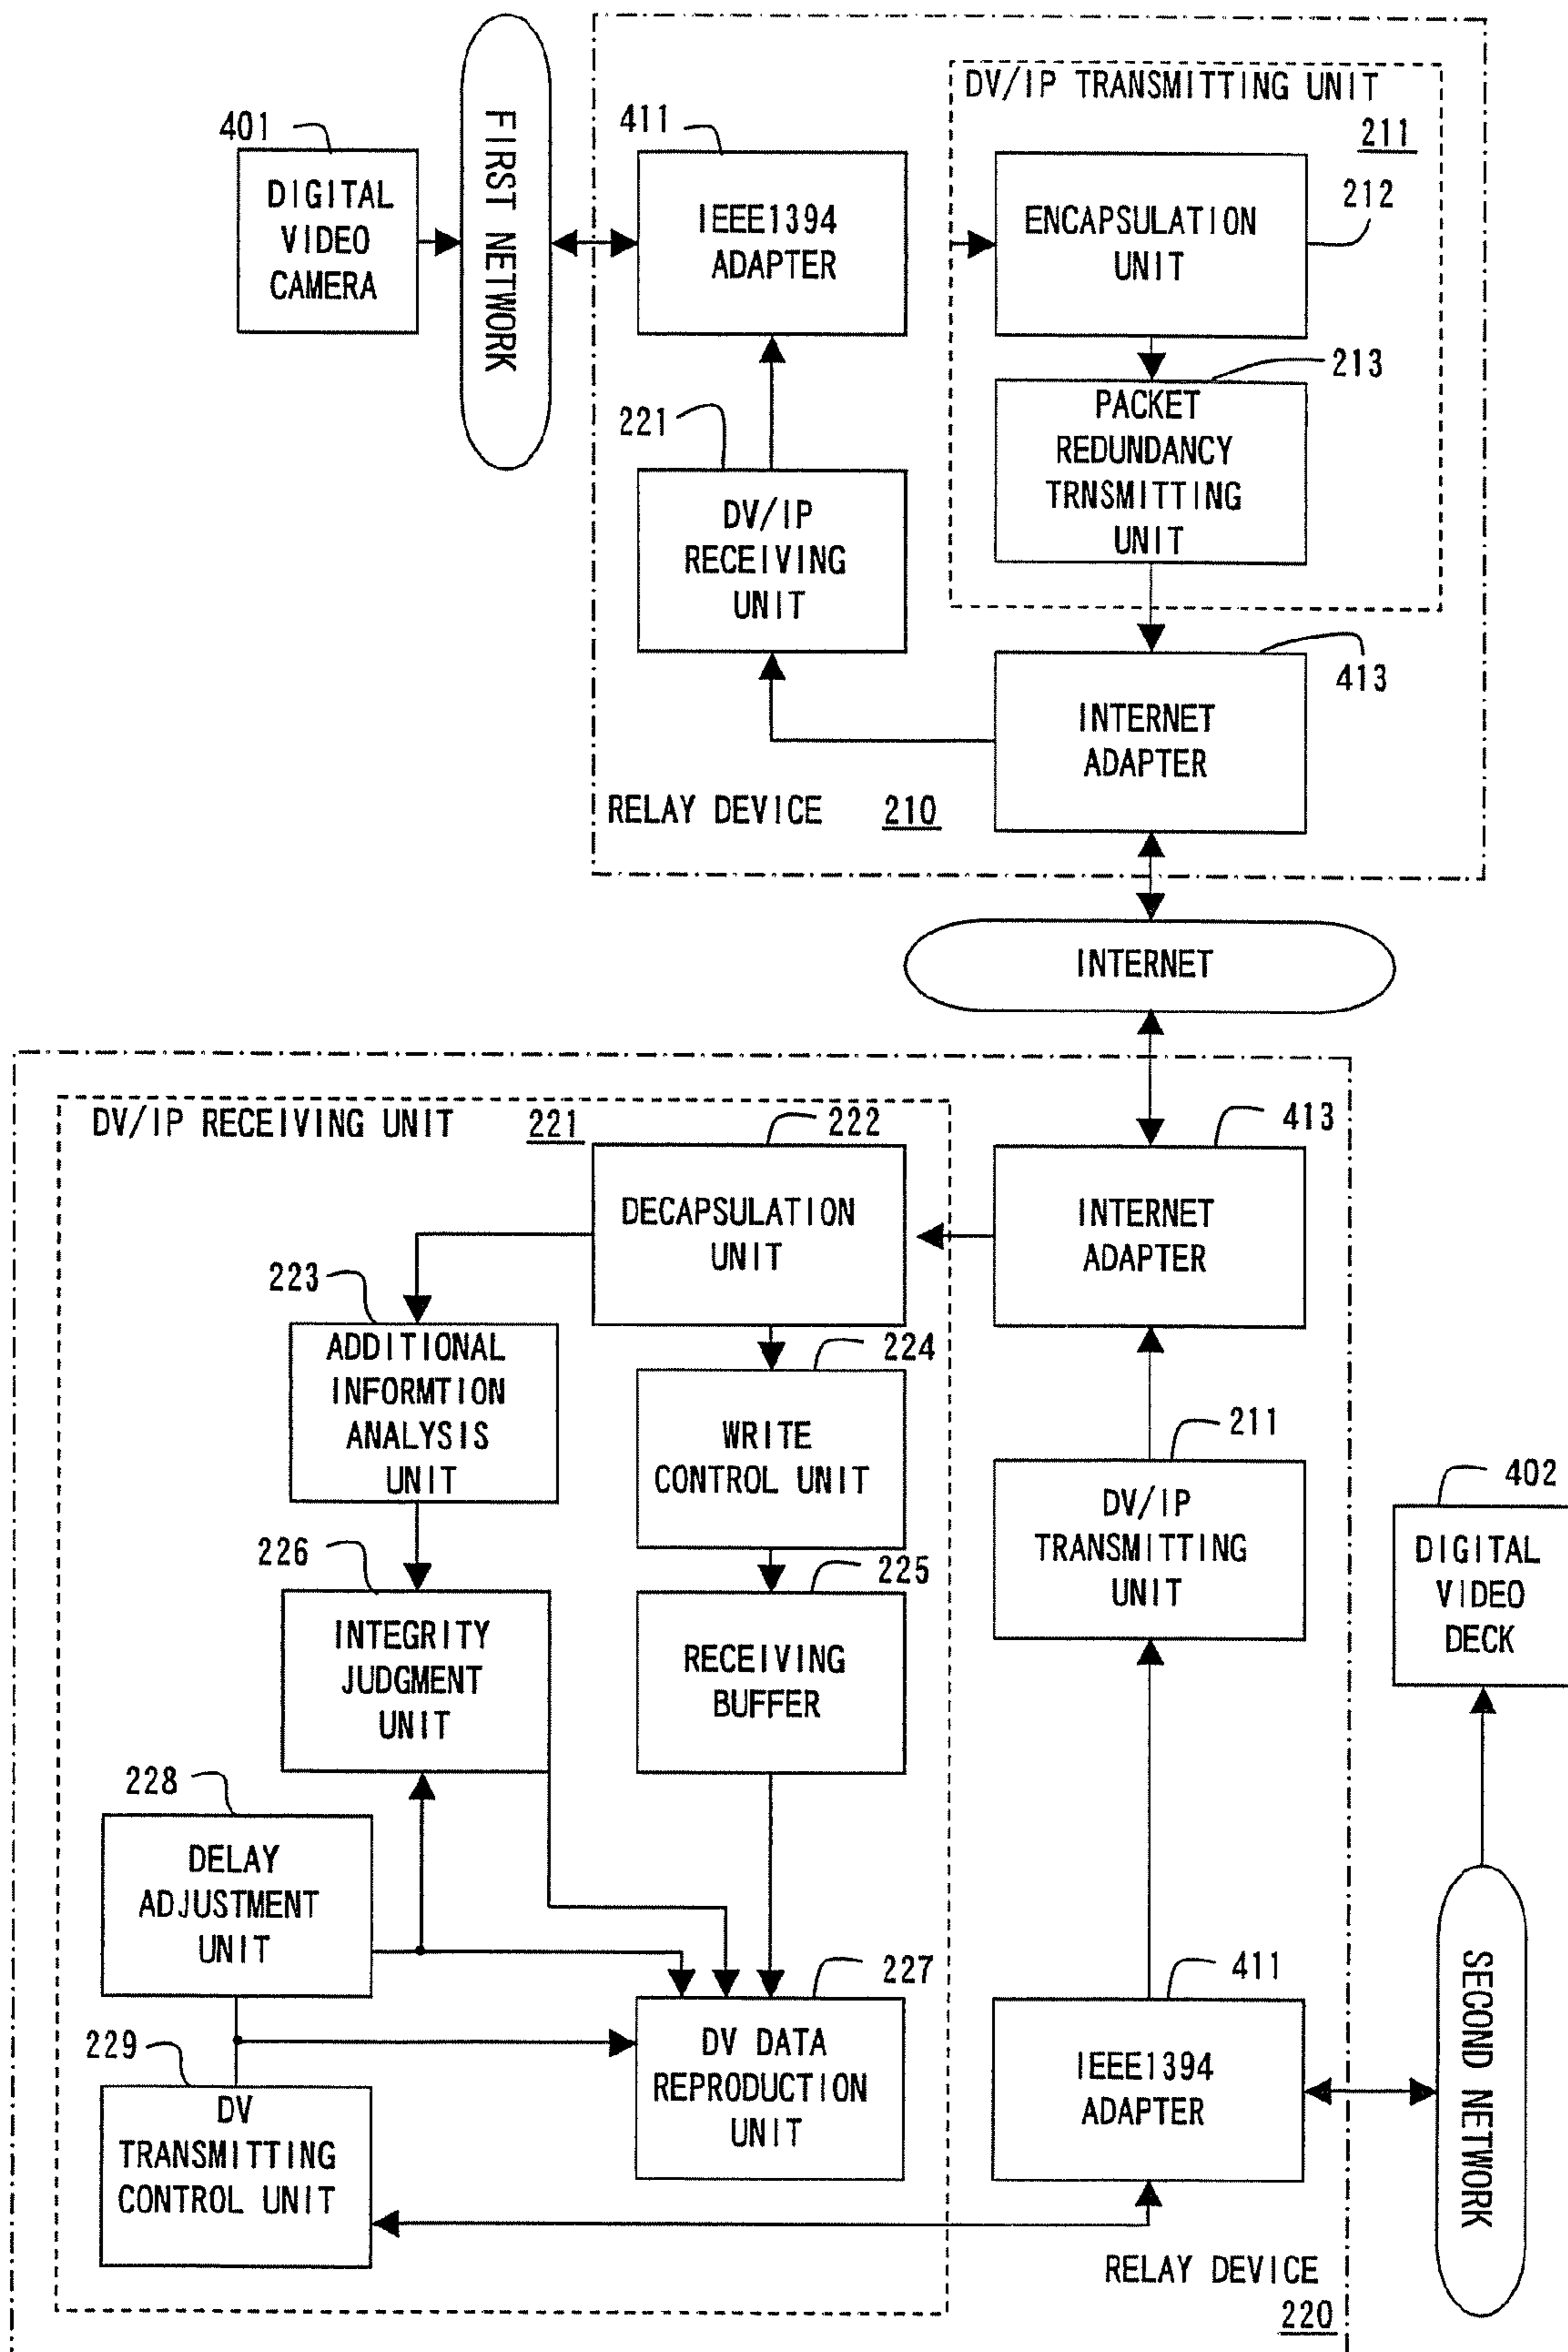 401
DIGITAL
VIDEO
CAMERA
FIRST NETWORK
411
IEEE1394
ADAPTER
DV/IP TRANSMITTING UNIT
211
212
ENCAPSULATION
UNIT
213
PACKET
REDUNDANCY
TRNSMITTING
UNIT
221
DV/IP
RECEIVING
UNIT
413
INTERNET
ADAPTER
RELAY DEVICE 210
INTERNET
DV/IP RECEIVING UNIT 221
222
DECAPSULATION
UNIT
413
INTERNET
ADAPTER
223
ADDITIONAL
INFORMTION
ANALYSIS
UNIT
224
WRITE
CONTROL UNIT
211
DV/IP
TRANSMITTING
UNIT
402
DIGITAL
VIDEO
DECK
226
INTEGRITY
JUDGMENT
UNIT
225
RECEIVING
BUFFER
228
DELAY
ADJUSTMENT
UNIT
227
DV DATA
REPRODUCTION
UNIT
411
IEEE1394
ADAPTER
SECOND NETWORK
229
DV
TRANSMITTING
CONTROL UNIT
RELAY DEVICE
220